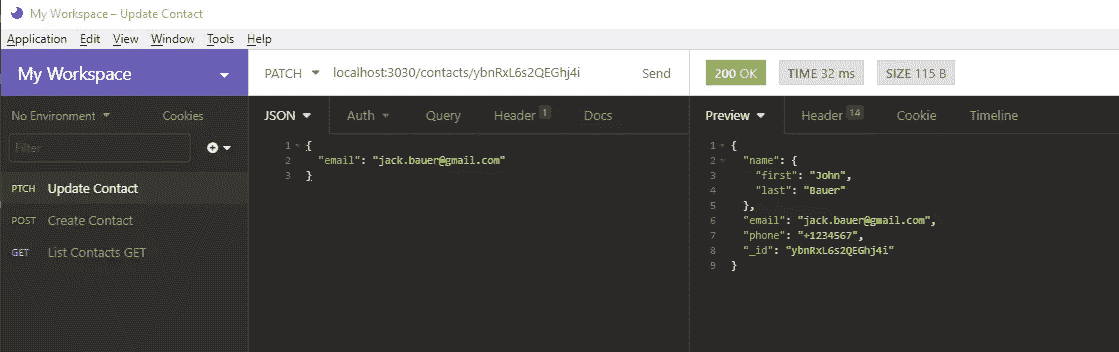 My Workspace – Update Contact
Application Edit View Window Tools Help
My Workspace
PATCH localhost:3030/contacts/ybnRxL6s2QEGhj4i Send
200 OK TIME 32 ms SIZE 115 B
No Environment Cookies
Filter
PTCH Update Contact
POST Create Contact
GET List Contacts GET
JSON Auth Query Header 1 Docs
1 {
2 "email": "jack.bauer@gmail.com"
3 }
Preview Header 14 Cookie Timeline
1 {
2 "name": {
3 "first": "John",
4 "last": "Bauer"
5 },
6 "email": "jack.bauer@gmail.com",
7 "phone": "+1234567",
8 "_id": "ybnRxL6s2QEGhj4i"
9 }